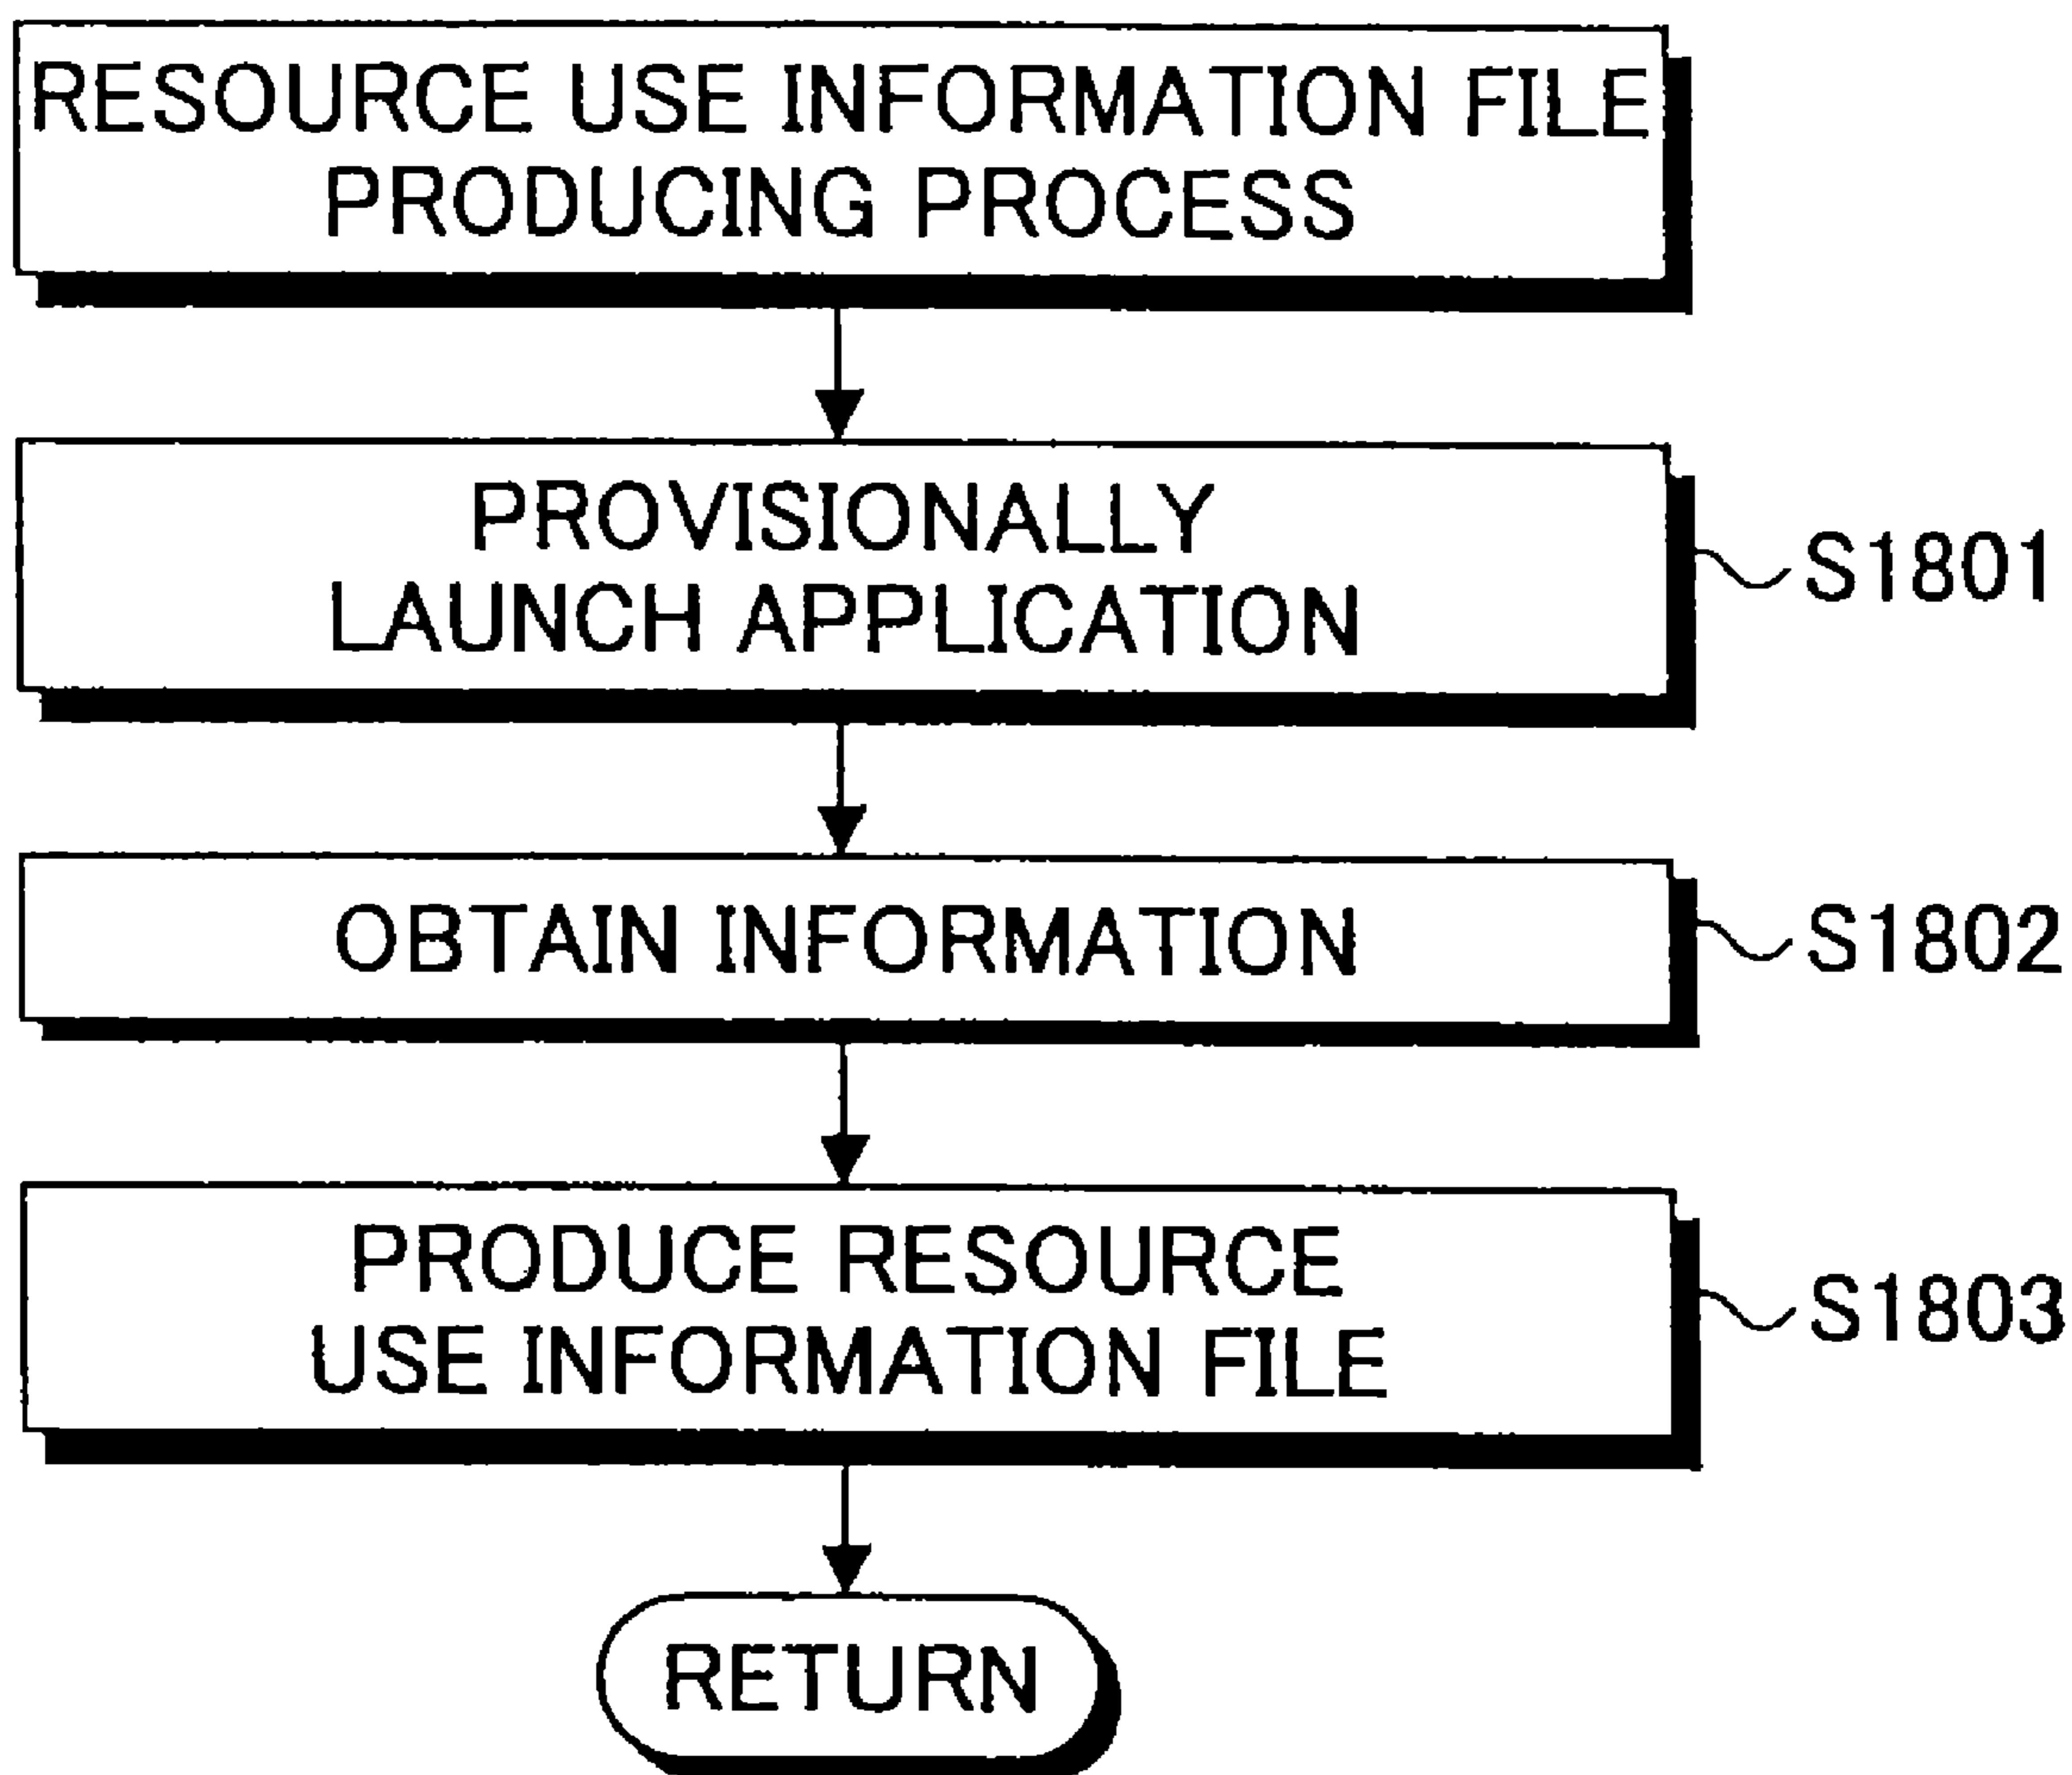 RESOURCE USE INFORMATION FILE
PRODUCING PROCESS
PROVISIONALLY
LAUNCH APPLICATION
S1801
OBTAIN INFORMATION
S1802
PRODUCE RESOURCE
USE INFORMATION FILE
S1803
RETURN